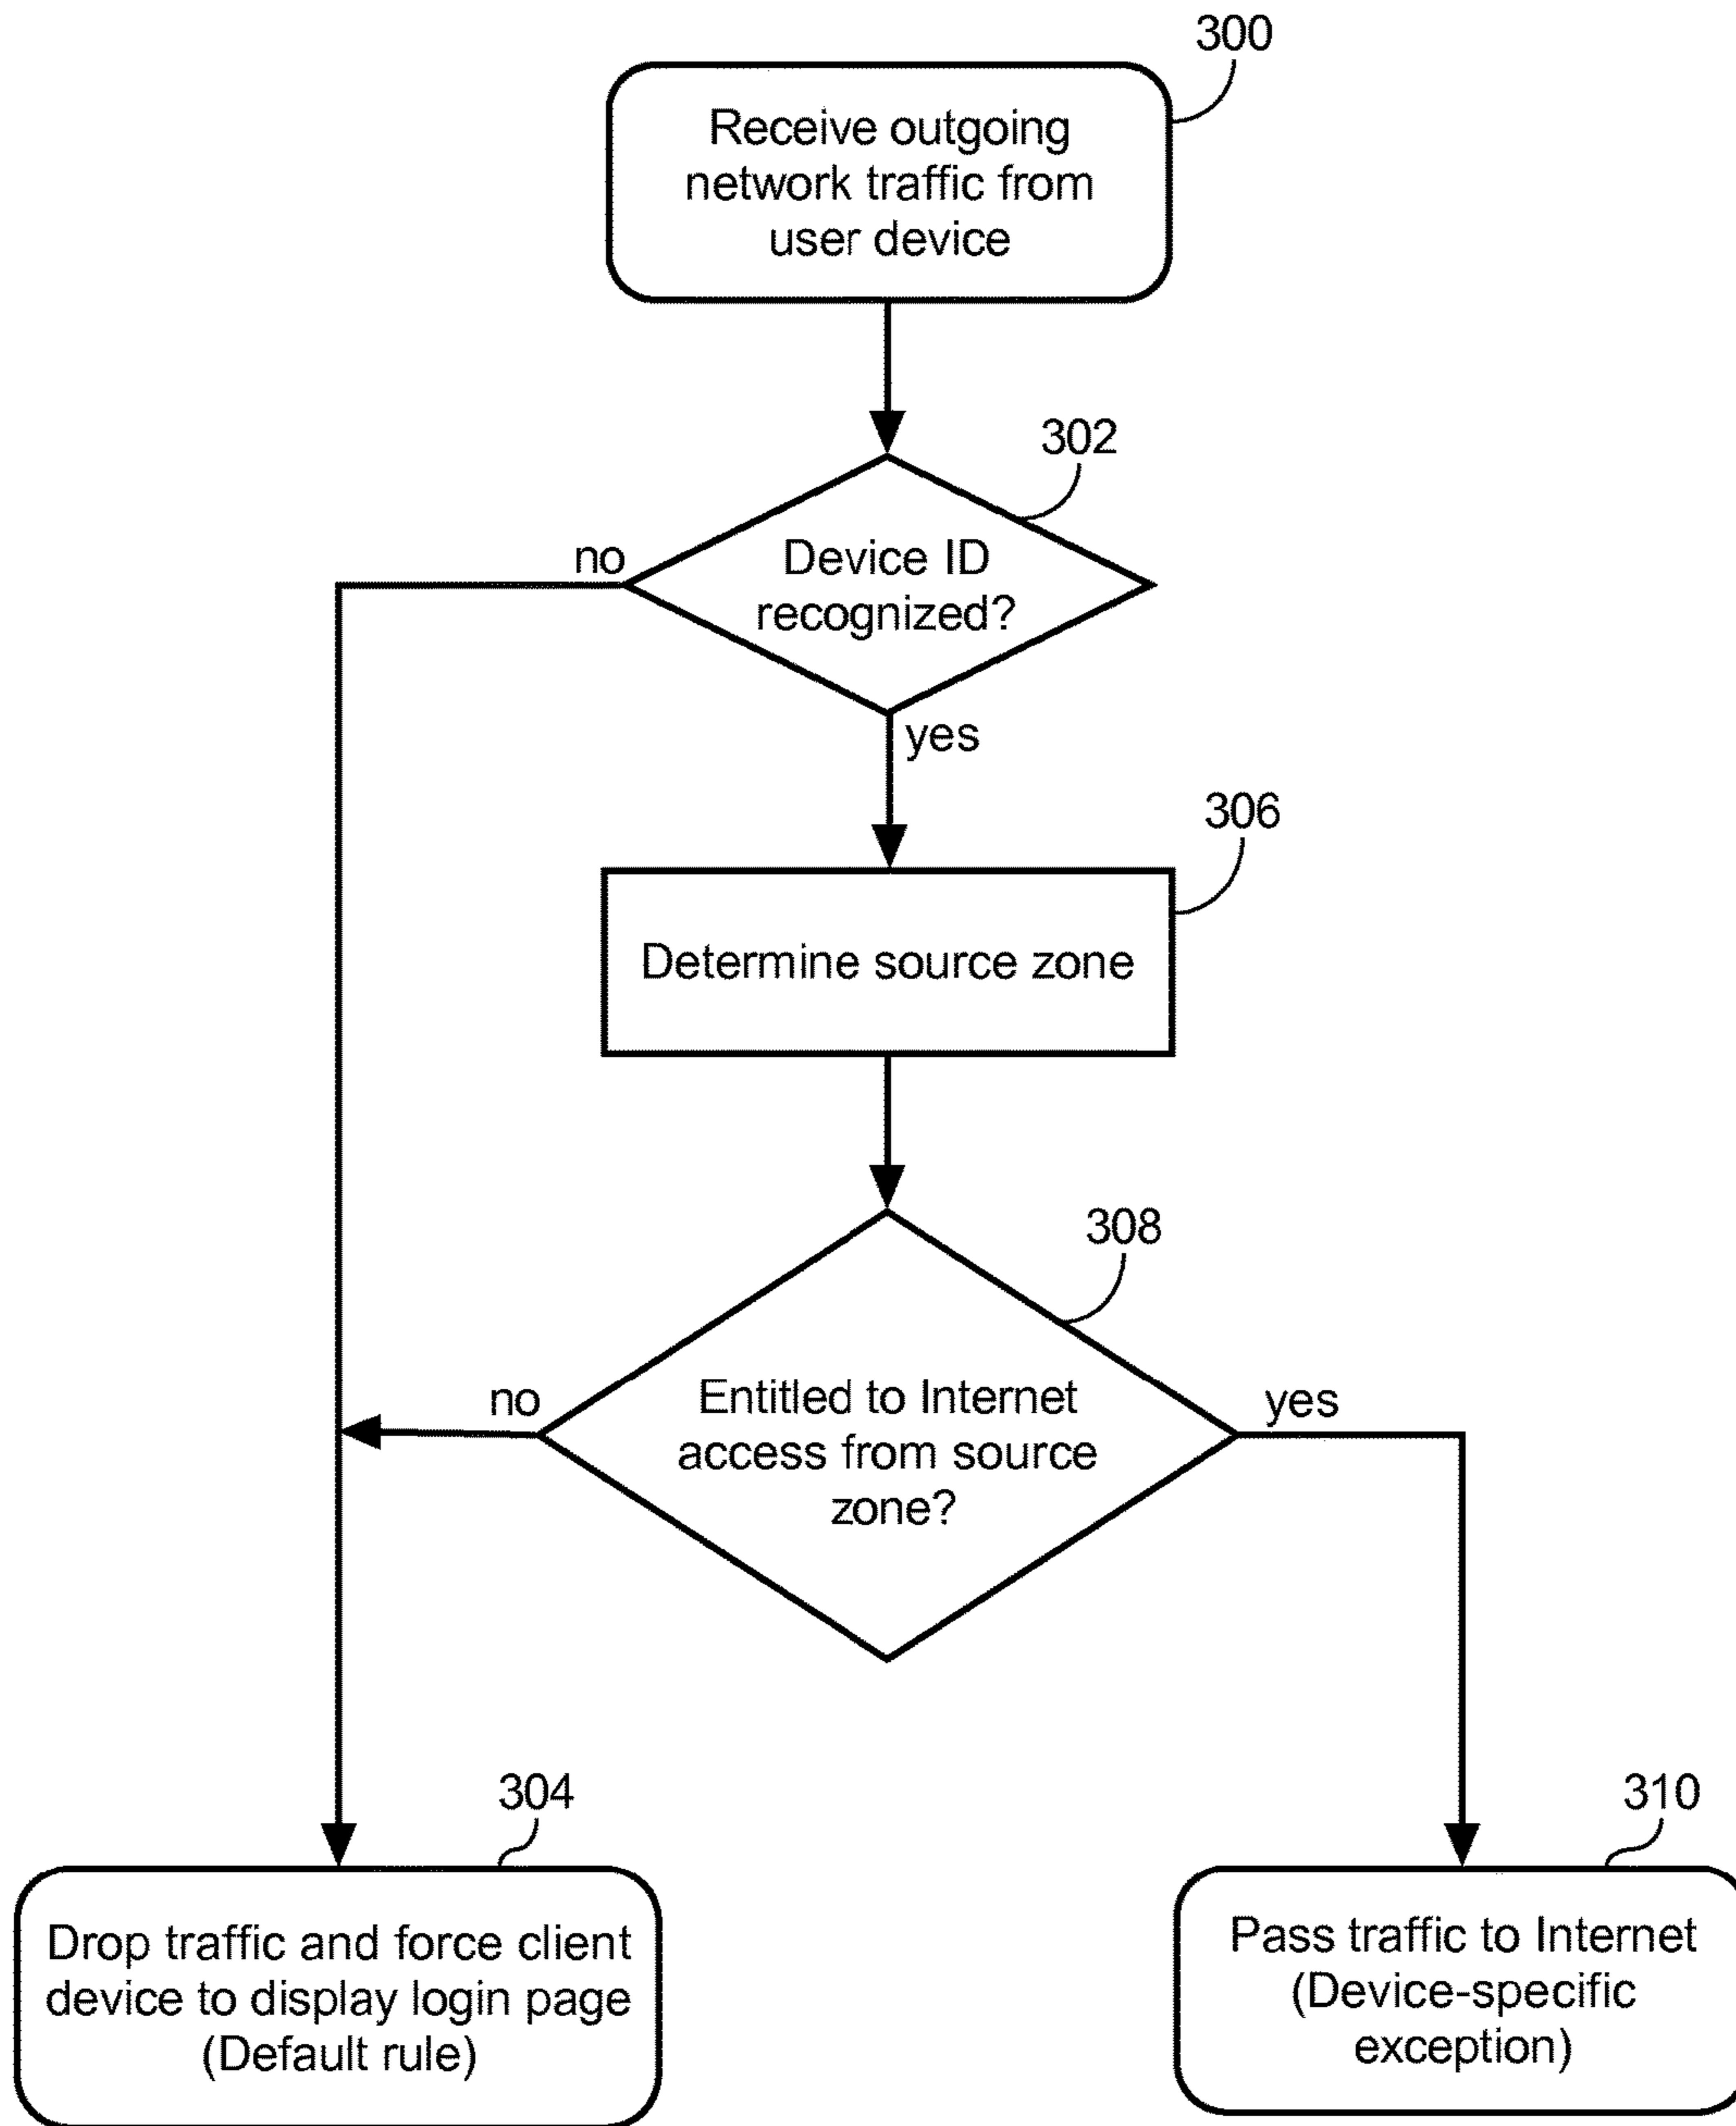 300
Receive outgoing
network traffic from
user device
302
no
Device ID
recognized?
yes
306
Determine source zone
308
no
Entitled to Internet
access from source
zone?
yes
304
Drop traffic and force client
device to display login page
(Default rule)
310
Pass traffic to Internet
(Device-specific
exception)